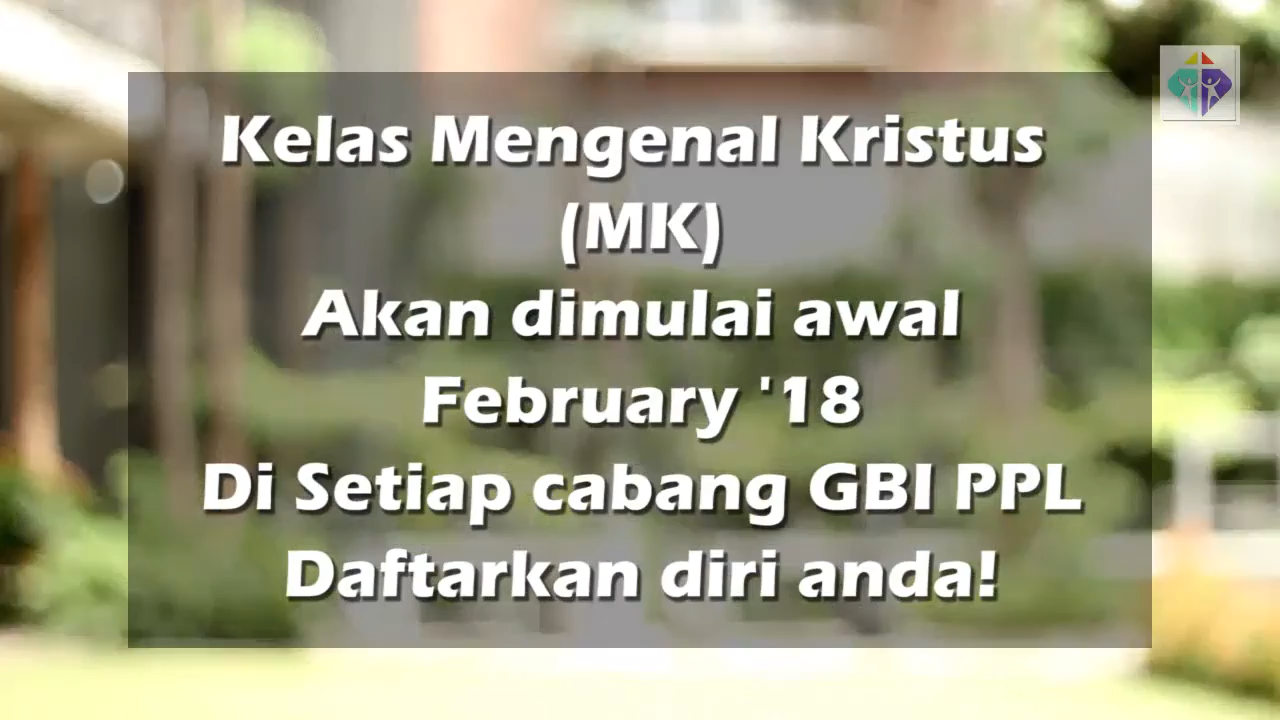 Kelas Mengenal Kristus
(MK)
Akan dimulai awal
February '18
Di Setiap cabang GBI PPL
Daftarkan diri anda!